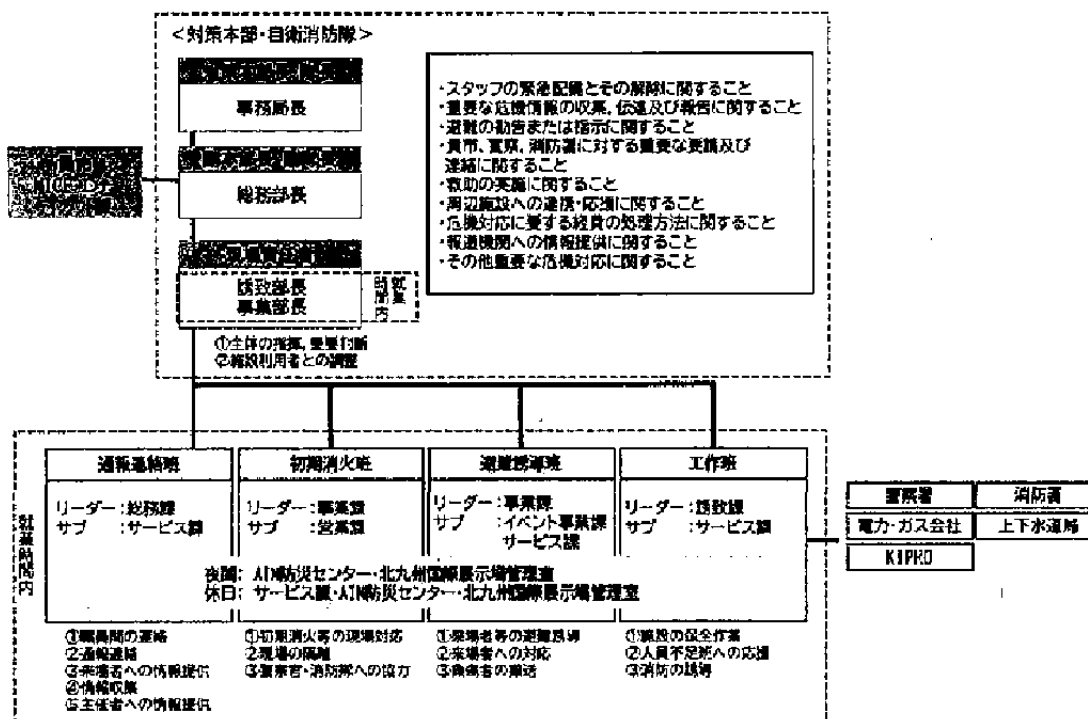 <対策本部・自衛消防隊>
事務局長
総務部長
誘致部長
事業部長
就業
時間内
①全体の指揮、重要判断
②施設利用者との調整
・スタッフの緊急配備とその解除に関すること
・重要な危機情報の収集、伝達及び報告に関すること
・避難の勧告または指示に関すること
・貴市、警察、消防署に対する重要な要請及び
連絡に関すること
・救助の実施に関すること
・周辺施設への連携・応援に関すること
・危機対応に要する経費の処理方法に関すること
・報道機関への情報提供に関すること
・その他重要な危機対応に関すること
就業時間内
通報連絡班
リーダー:総務課
サブ :サービス課
初期消火班
リーダー:事業課
サブ :営業課
避難誘導班
リーダー:事業課
サブ :イベント事業課
サービス課
工作班
リーダー:誘致課
サブ :サービス課
夜間: AIM防災センター・北九州国際展示場管理室
休日: サービス課・AIM防災センター・北九州国際展示場管理室
①職員間の連絡
②通報連絡
③来場者への情報提供
④情報収集
⑤主任者への情報提供
①初期消火等の現場対応
②現場の隔離
③警察官・消防隊への協力
①来場者等の避難誘導
②来場者への対応
③負傷者の搬送
①施設の保全作業
②人員不足班への応援
③消防の誘導
警察署
消防署
電力・ガス会社
上下水道局
KIPRO